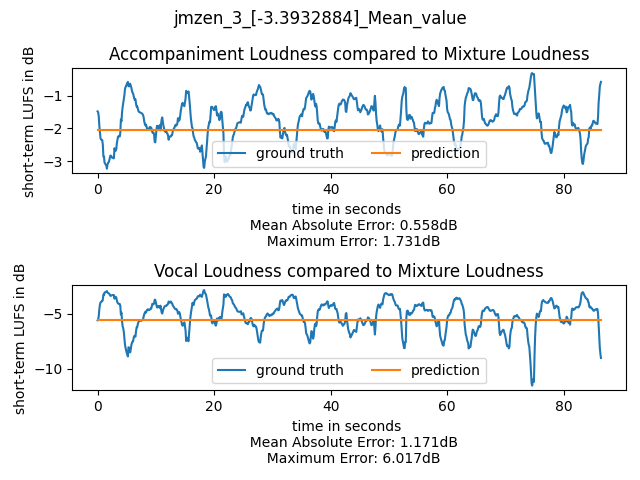 jmzen_3_[-3.3932884]_Mean_value
Accompaniment Loudness compared to Mixture Loudness
short-term LUFS in dB
−1
−2
−3
ground truth
prediction
0
20
40
60
80
time in seconds
Mean Absolute Error: 0.558dB
Maximum Error: 1.731dB
Vocal Loudness compared to Mixture Loudness
short-term LUFS in dB
−5
−10
ground truth
prediction
0
20
40
60
80
time in seconds
Mean Absolute Error: 1.171dB
Maximum Error: 6.017dB